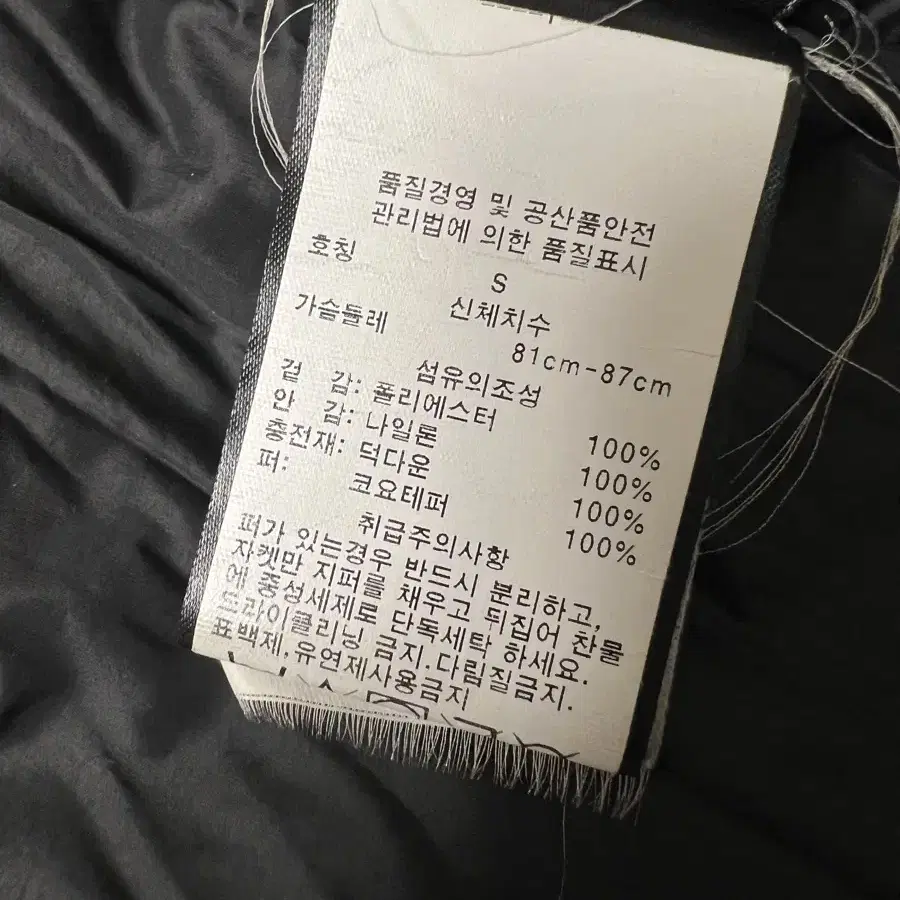 품질경영 및 공산품안전
관리법에 의한 품질표시
호칭 S
신체치수
가슴둘레 81cm-87cm
섬유의조성
겉 감: 폴리에스터 100%
안 감: 나일론 100%
충전재: 덕다운 100%
퍼: 코요테퍼 100%
취급주의사항
퍼가 있는경우 반드시 분리하고,
자켓만 지퍼를 채우고 뒤집어 찬물
에 중성세제로 단독세탁 하세요.
드라이클리닝 금지.다림질금지.
표백제,유연제사용금지